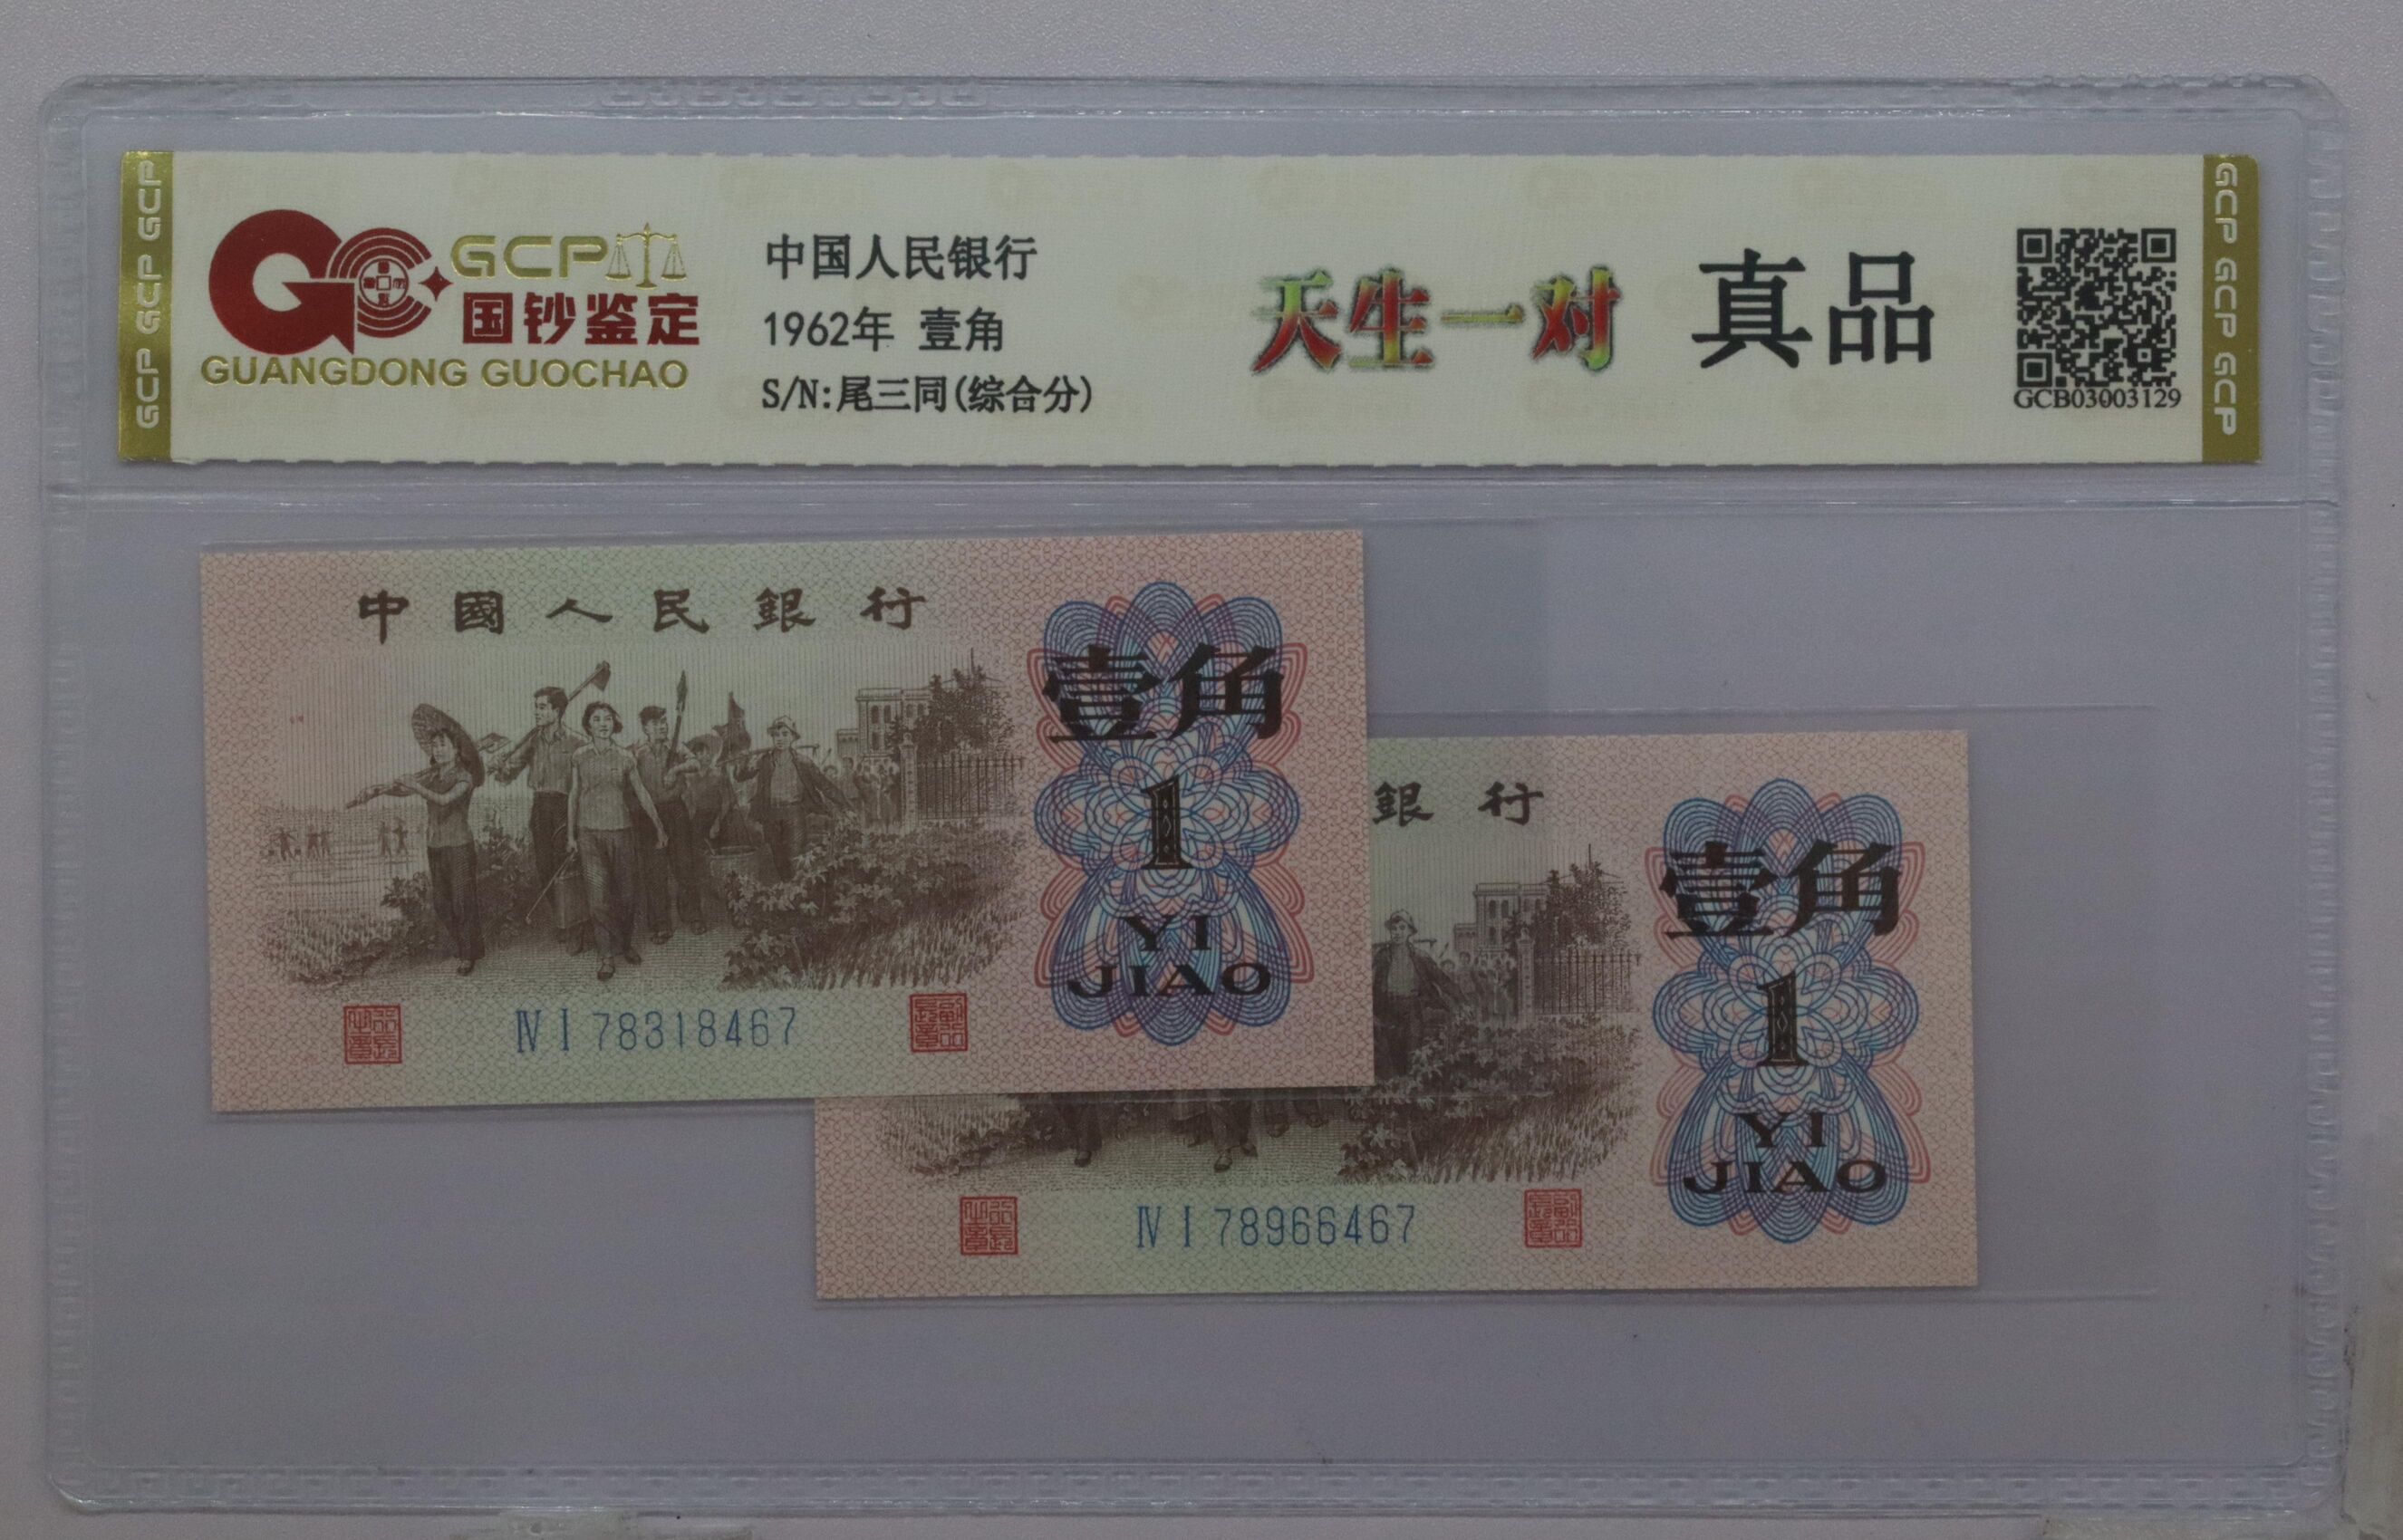 GCP GCP GCP
GCP
国钞鉴定
GUANGDONG GUOCHAO
中国人民银行
1962年 壹角
S/N:尾三同(综合分)
天生一对
真品
GCB03003129
GCP GCP GCP
中國人民銀行
壹角
1
YI
JIAO
Ⅳ Ⅰ 78318467
銀行
壹角
1
YI
JIAO
Ⅳ Ⅰ 78966467